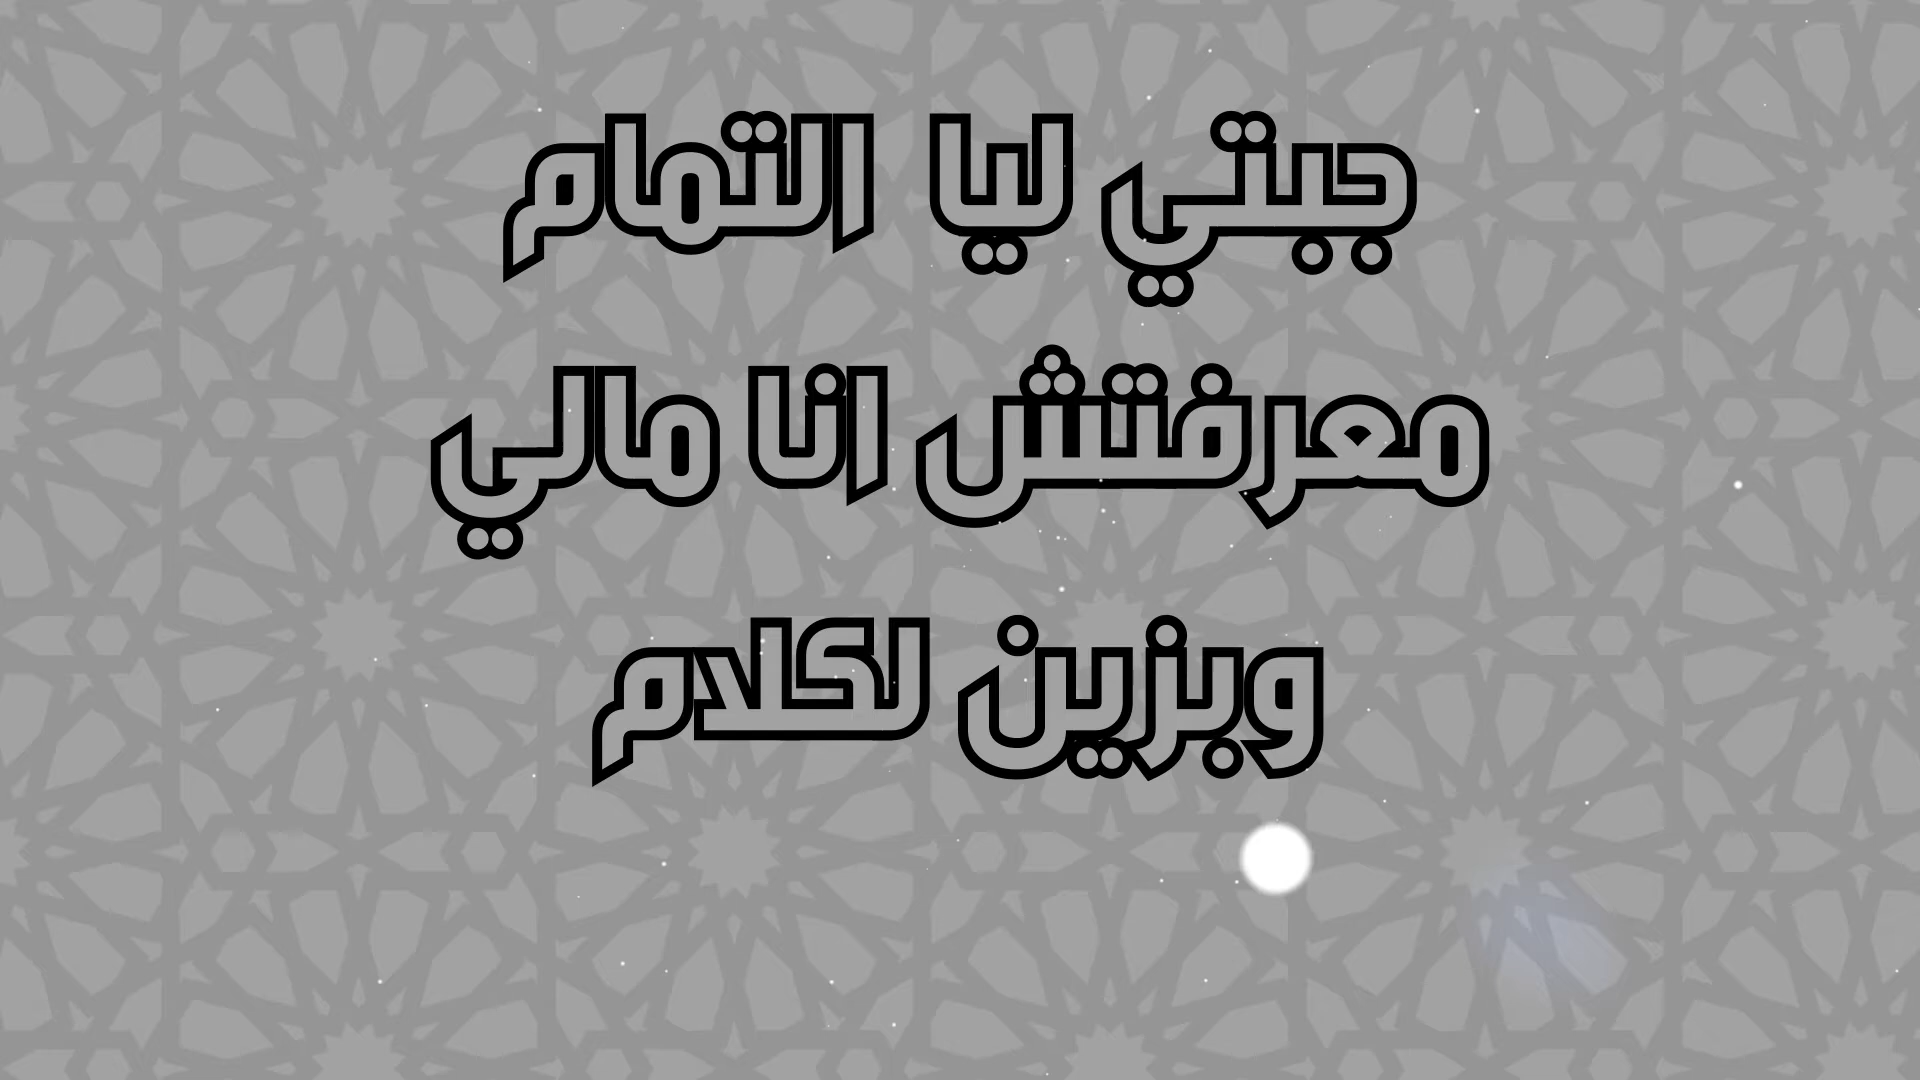 جبتي ليا التمام
معرفتش انا مالي
وبزين لكلام